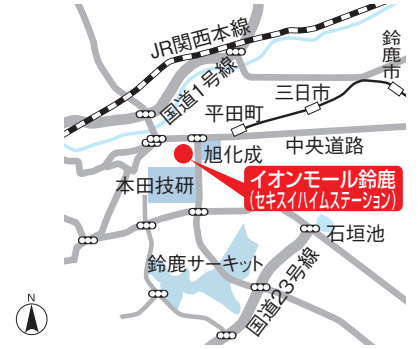 JR関西本線
国道1号線
鈴鹿市
三日市
平田町
中央道路
旭化成
イオンモール鈴鹿
(セキスイハイムステーション)
本田技研
石垣池
鈴鹿サーキット
国道23号線
N